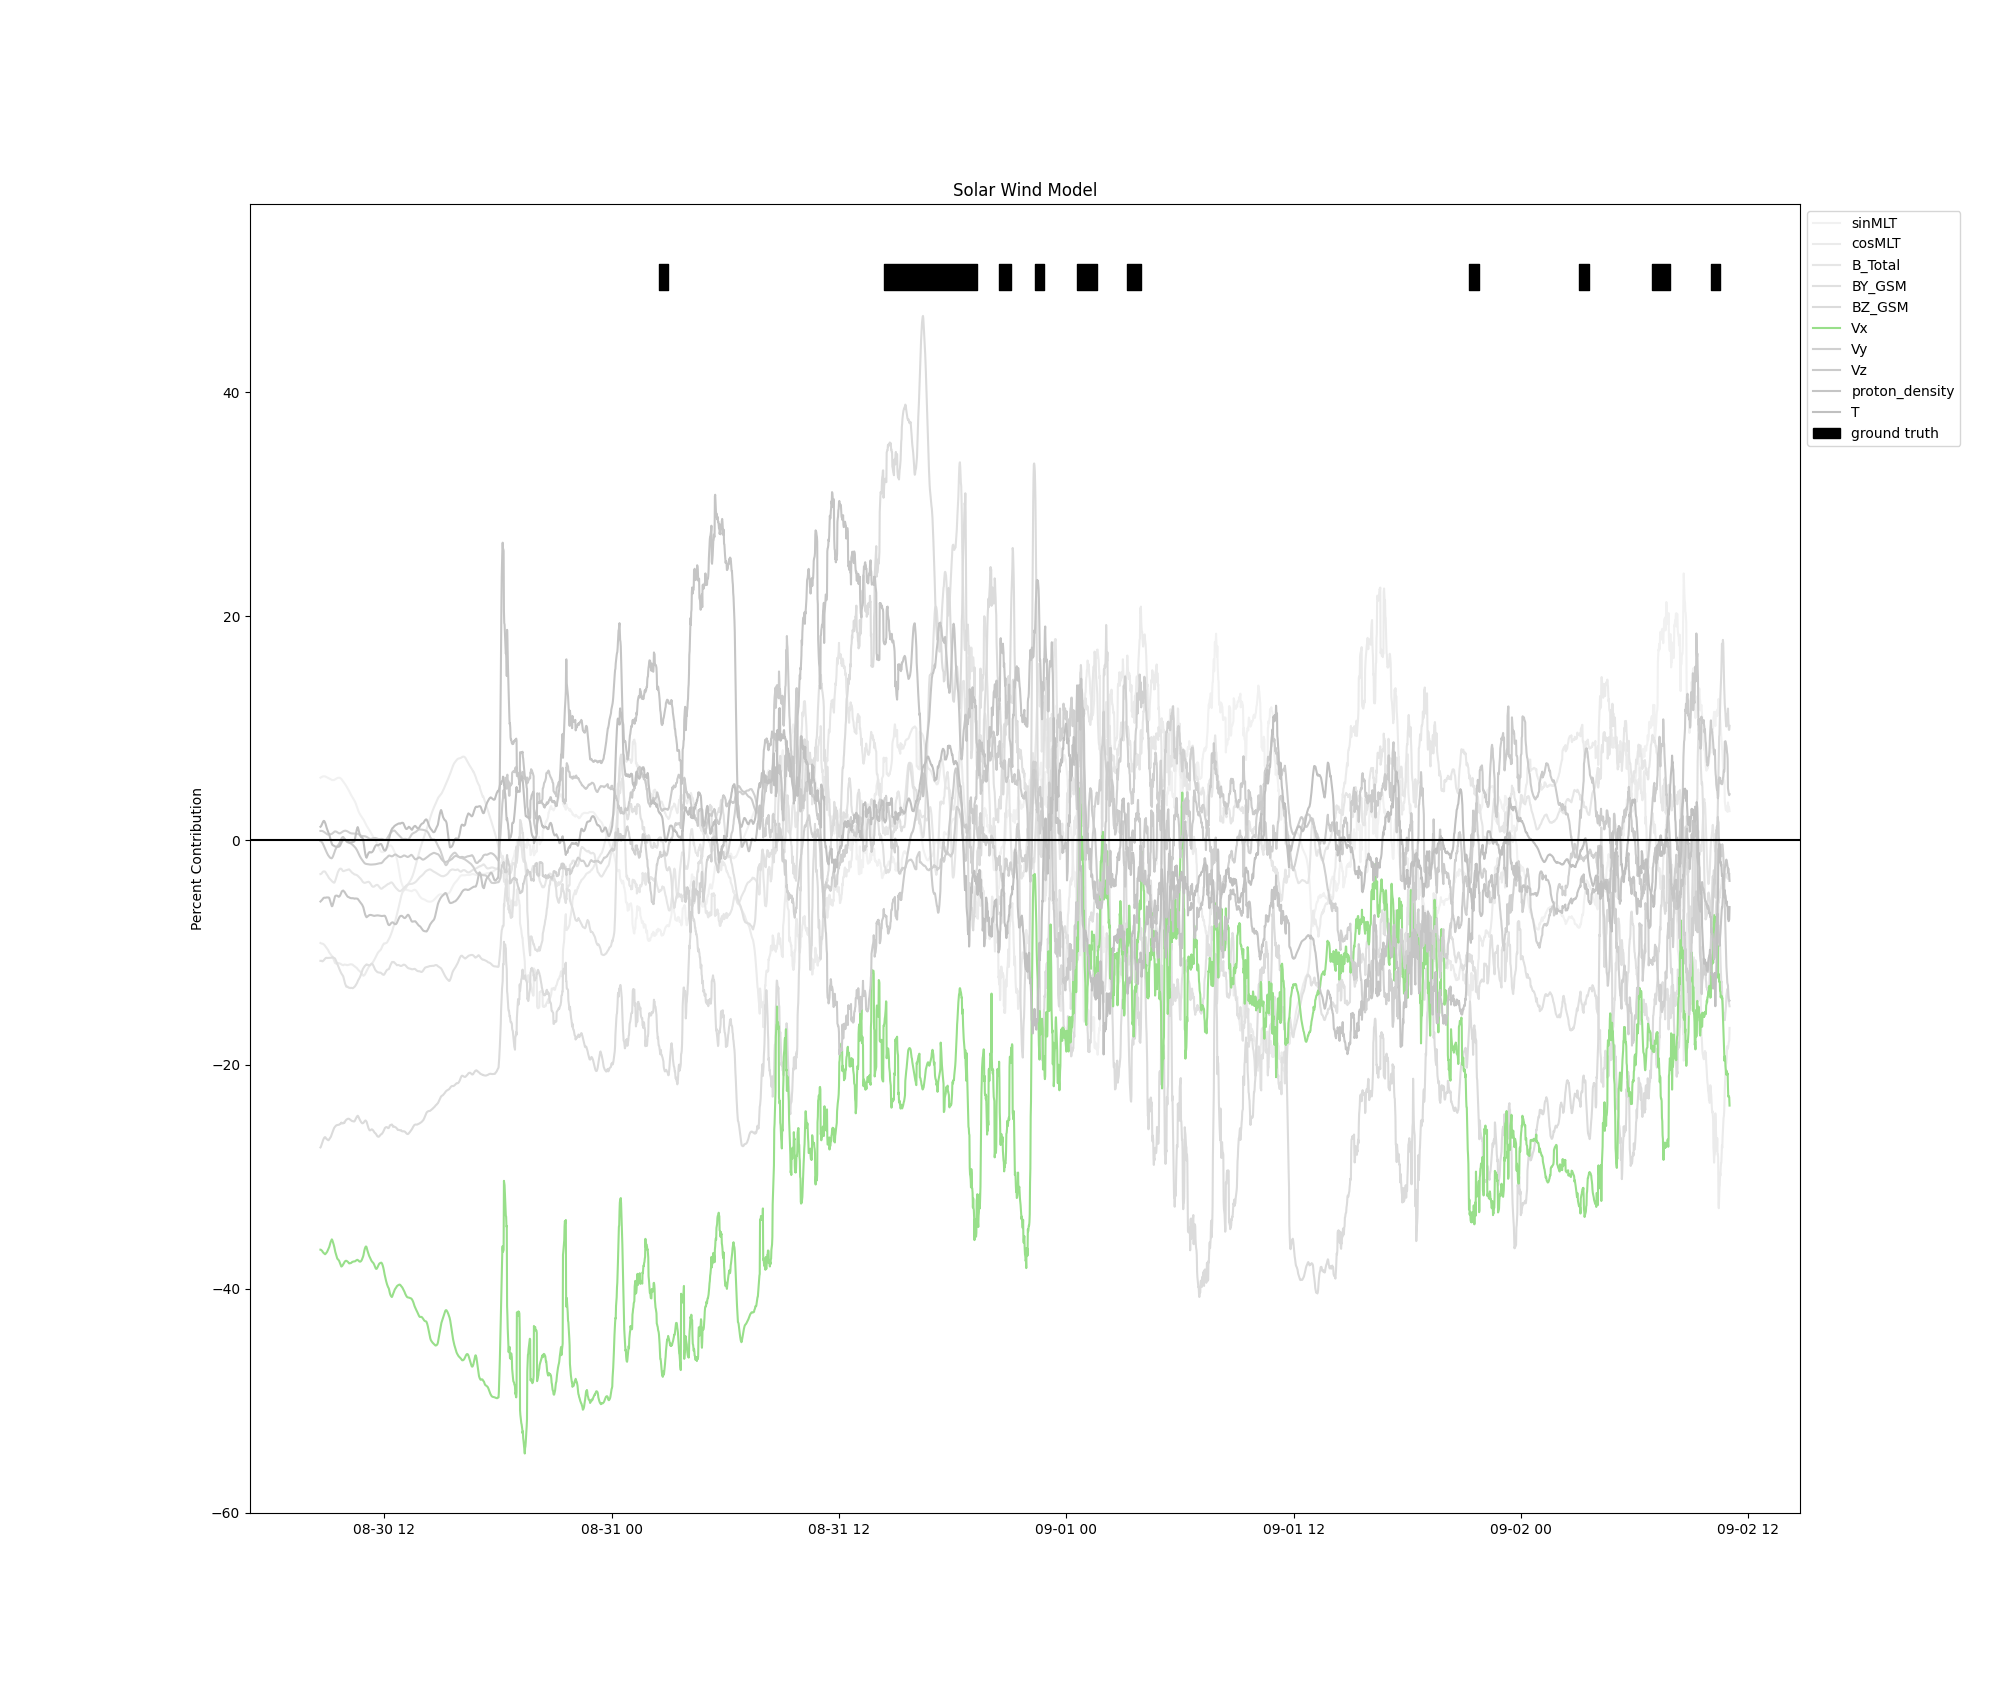 Solar Wind Model
sinMLT
cosMLT
B_Total
BY_GSM
BZ_GSM
Vx
Vy
Vz
proton_density
T
ground truth
Percent Contribution
40
20
0
−20
−40
−60
08-30 12
08-31 00
08-31 12
09-01 00
09-01 12
09-02 00
09-02 12